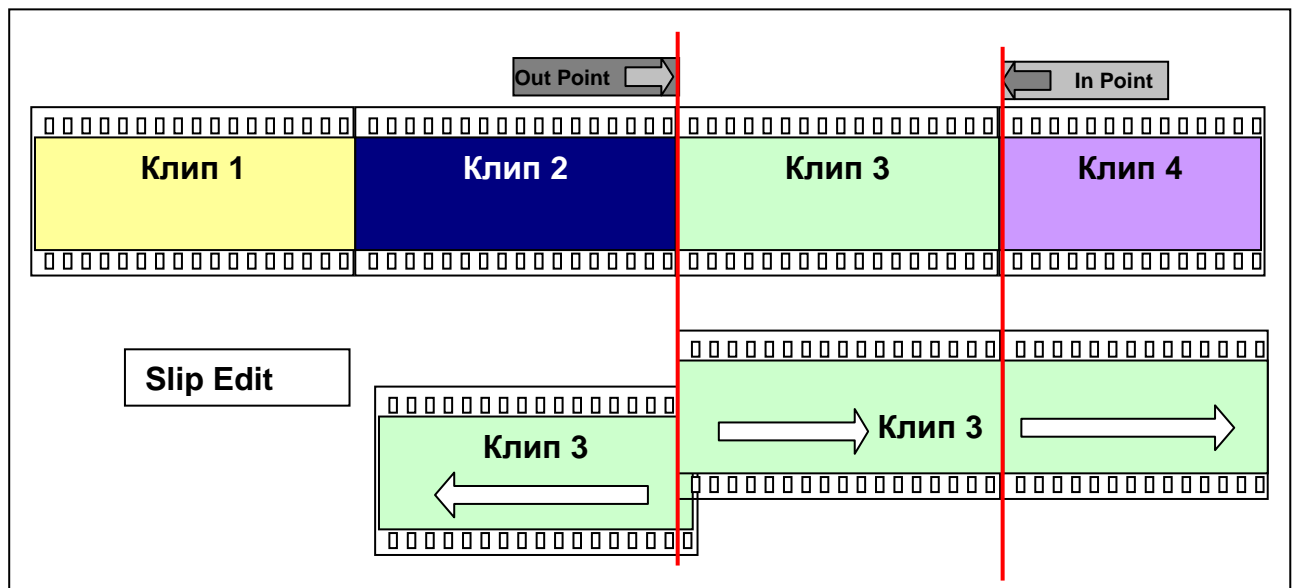 Out Point
In Point
Клип 1
Клип 2
Клип 3
Клип 4
Slip Edit
Клип 3
Клип 3